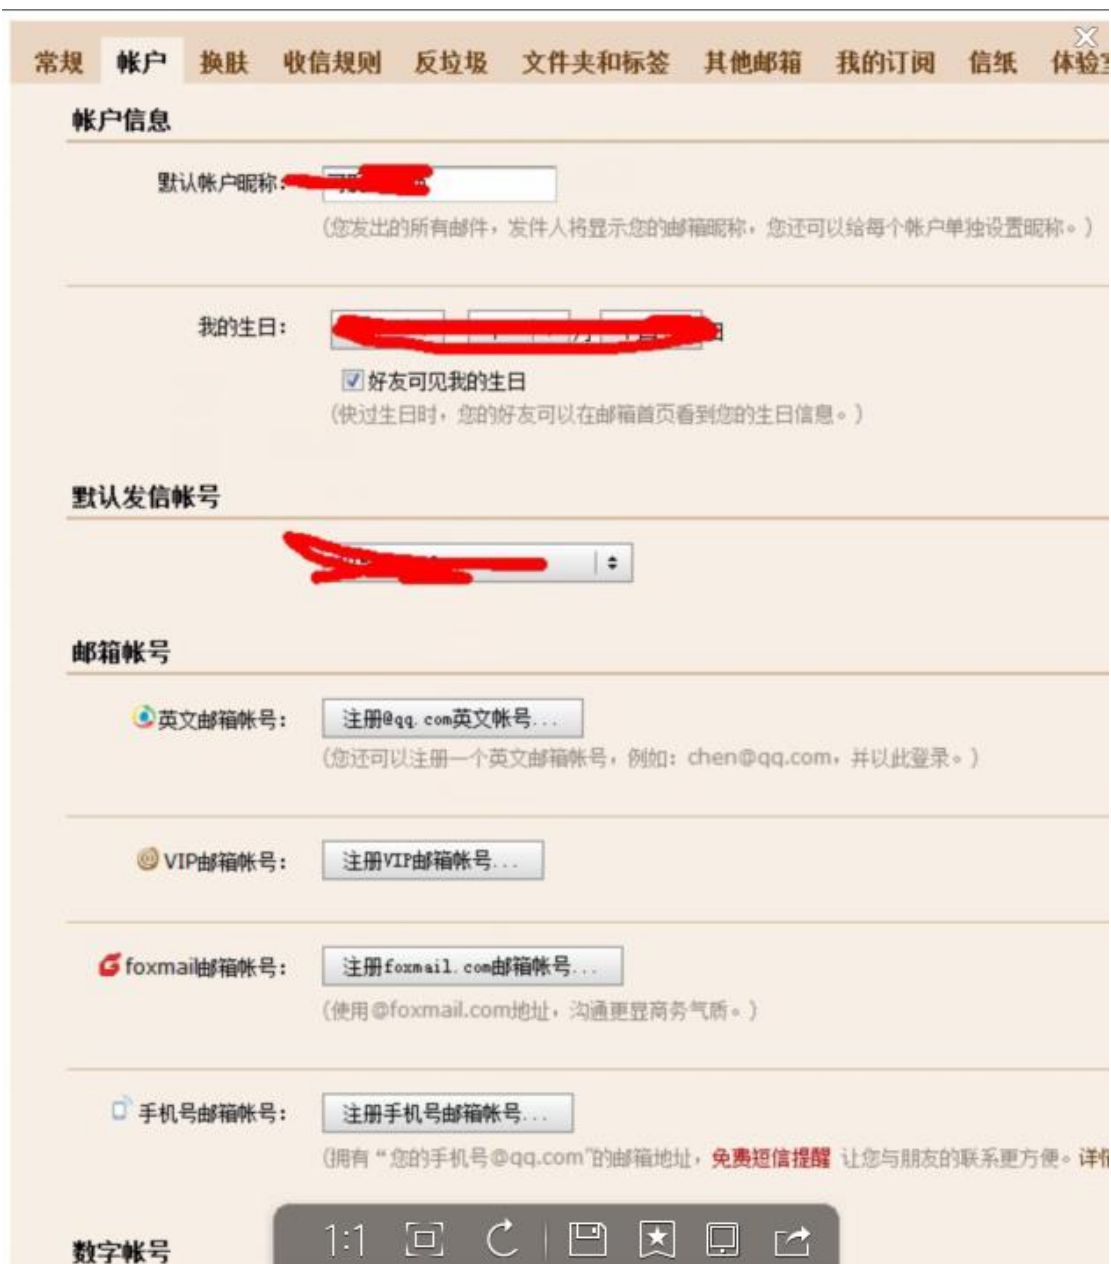 常规 帐户 换肤 收信规则 反垃圾 文件夹和标签 其他邮箱 我的订阅 信纸 体验
帐户信息
默认帐户昵称:
(您发出的所有邮件，发件人将显示您的邮箱昵称，您还可以给每个帐户单独设置昵称。)
我的生日: 月 日
好友可见我的生日
(快过生日时，您的好友可以在邮箱首页看到您的生日信息。)
默认发信帐号
邮箱帐号
英文邮箱帐号: 注册@qq.com英文帐号...
(您还可以注册一个英文邮箱帐号，例如: chen@qq.com，并以此登录。)
VIP邮箱帐号: 注册VIP邮箱帐号...
foxmail邮箱帐号: 注册foxmail.com邮箱帐号...
(使用@foxmail.com地址，沟通更显商务气质。)
手机号邮箱帐号: 注册手机号邮箱帐号...
(拥有“您的手机号@qq.com”的邮箱地址，免费短信提醒 让您与朋友的联系更方便。详
数字帐号
1:1